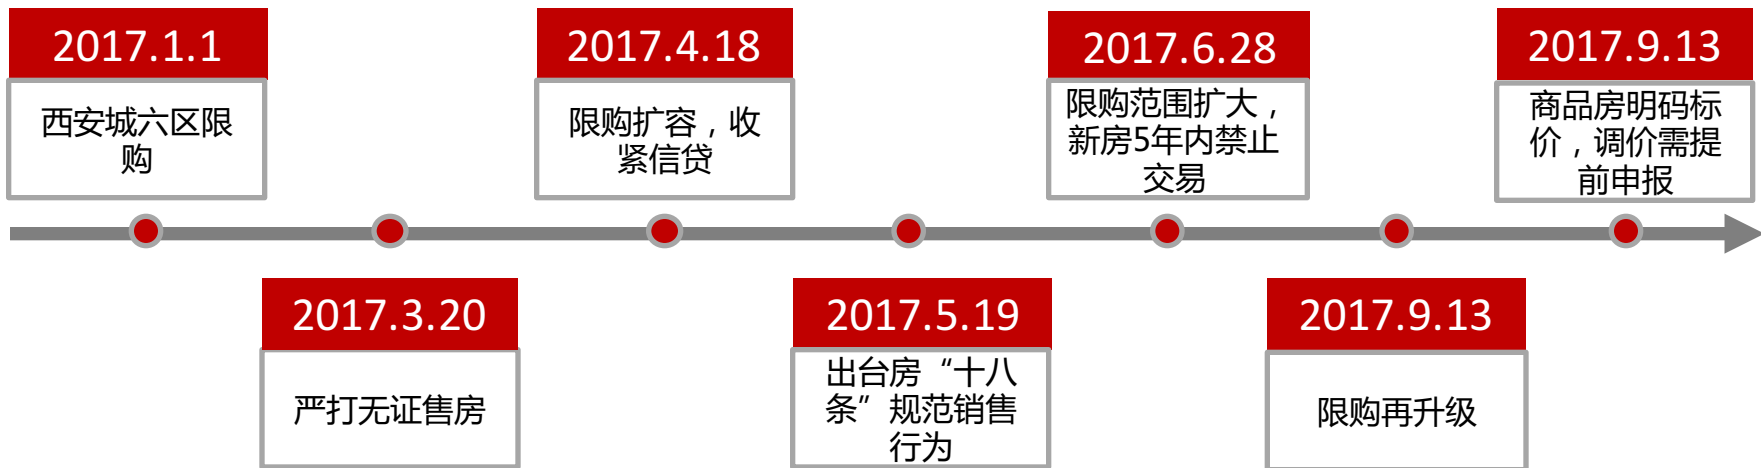 2017.1.1
西安城六区限
购
2017.3.20
严打无证售房
2017.4.18
限购扩容，收
紧信贷
2017.5.19
出台房“十八
条”规范销售
行为
2017.6.28
限购范围扩大，
新房5年内禁止
交易
2017.9.13
限购再升级
2017.9.13
商品房明码标
价，调价需提
前申报